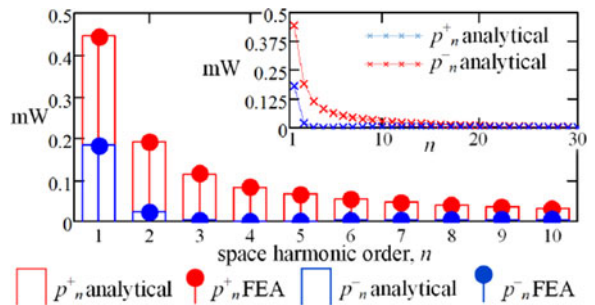 0.5
0.4
mW
0.2
0.1
0
1 2 3 4 5 6 7 8 9 10
space harmonic order, n
0.5
0.375
mW
0.25
0.125
0
1 10 20 30
n
p⁺ₙ analytical
p⁻ₙ analytical
p⁺ₙ analytical p⁺ₙ FEA p⁻ₙ analytical p⁻ₙ FEA